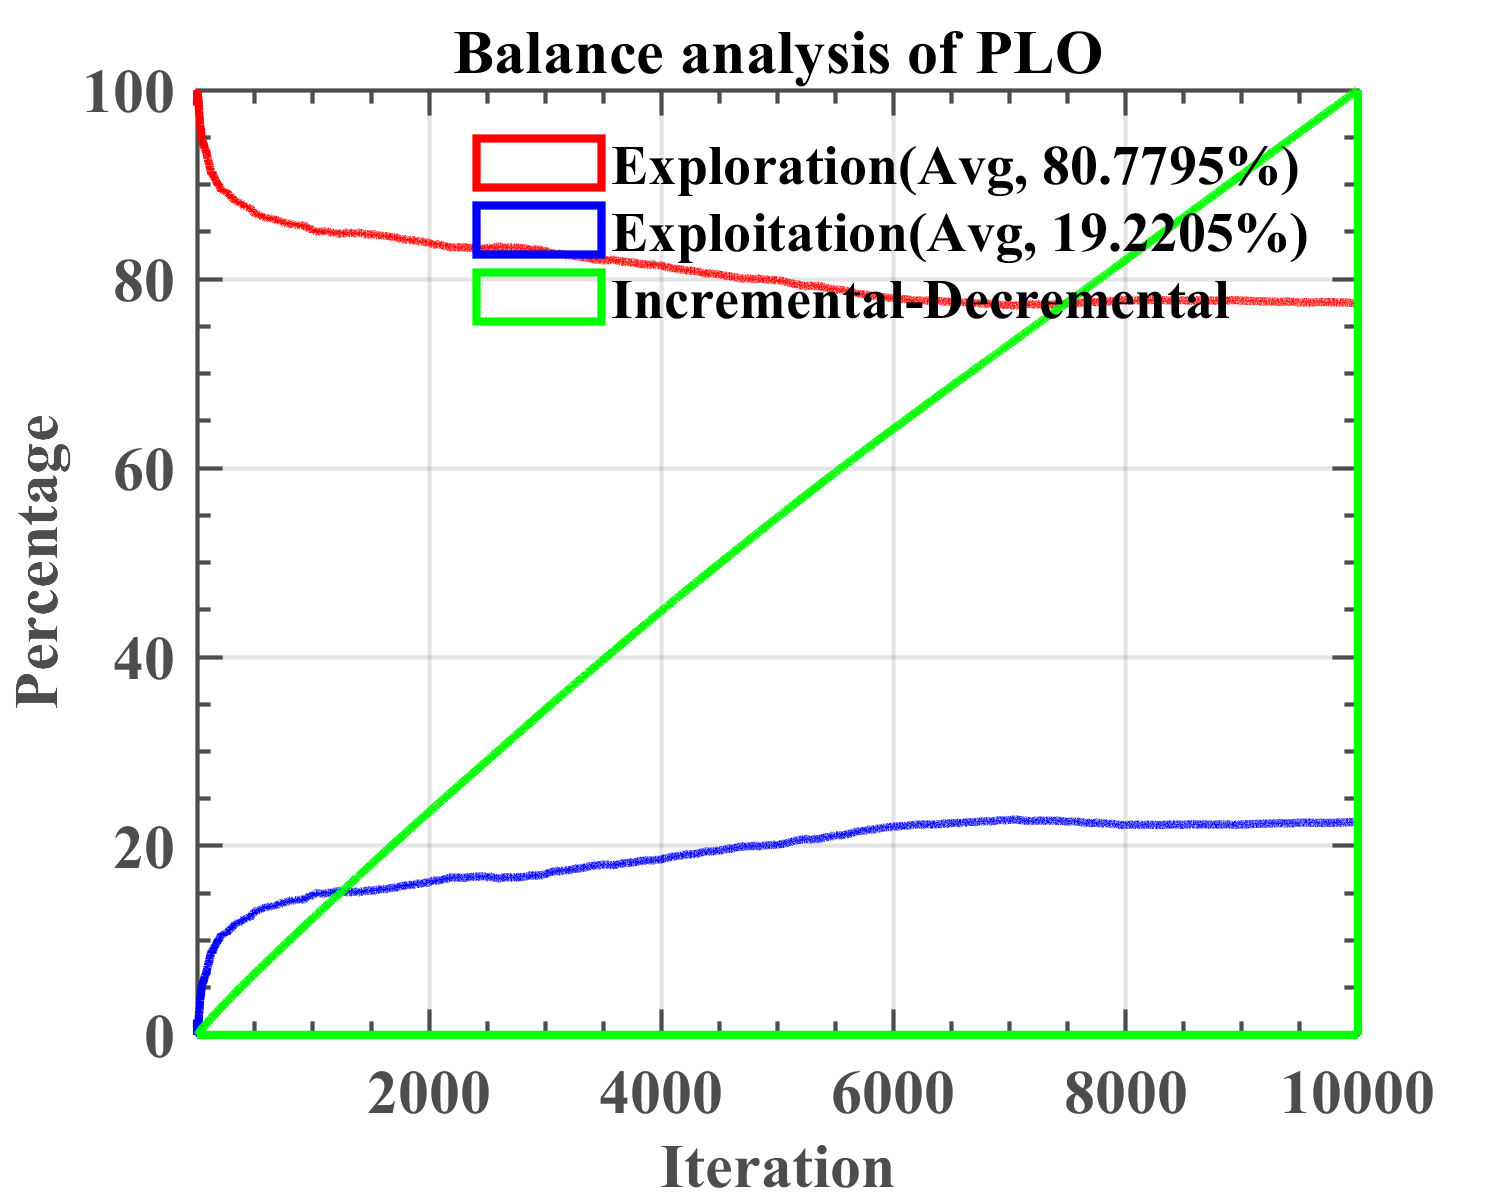 Balance analysis of PLO
100
80
60
40
20
0
Percentage
Exploration(Avg, 80.7795%)
Exploitation(Avg, 19.2205%)
Incremental-Decremental
2000 4000 6000 8000 10000
Iteration